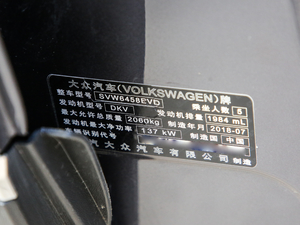 大众汽车(VOLKSWAGEN)牌
整车型号 SVW6458EVD 乘坐人数 5
发动机型号 DKV 发动机排量 1984 mL
最大允许总质量 2060kg 制造年月 2018-07
发动机最大净功率 137 kW 制造国 中国
车辆识别代号
汽大众汽车有限公司 制造